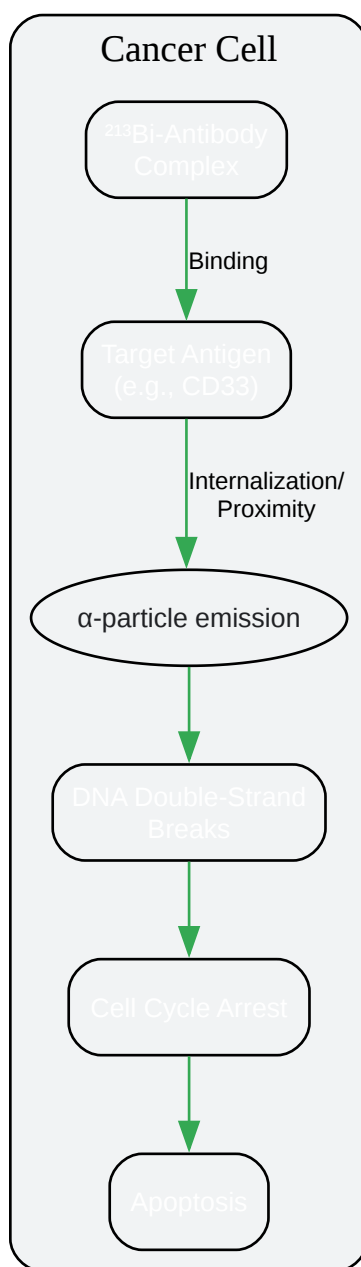 Cancer Cell
²¹³Bi-Antibody
Complex
Binding
Target Antigen
(e.g., CD33)
Internalization/
Proximity
α-particle emission
DNA Double-Strand
Breaks
Cell Cycle Arrest
Apoptosis